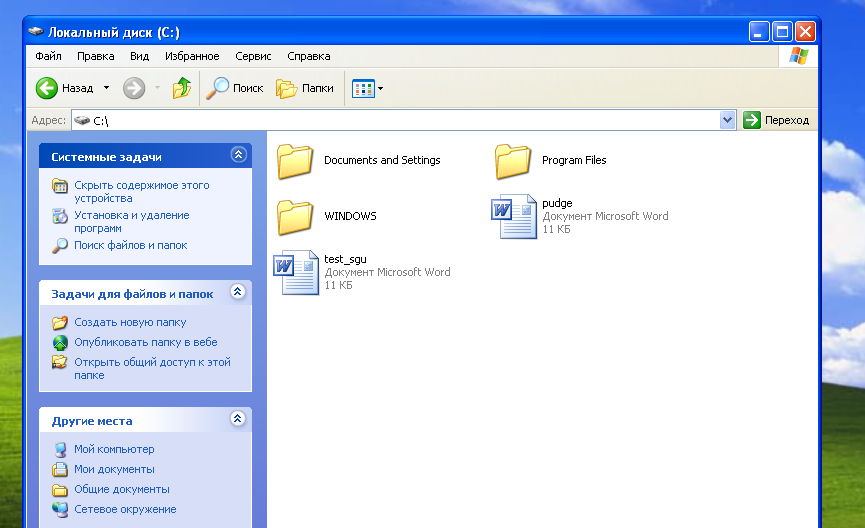 Локальный диск (C:)
Файл Правка Вид Избранное Сервис Справка
Назад Поиск Папки
Адрес: C:\ Переход
Системные задачи
Скрыть содержимое этого
устройства
Установка и удаление
программ
Поиск файлов и папок
Задачи для файлов и папок
Создать новую папку
Опубликовать папку в вебе
Открыть общий доступ к этой
папке
Другие места
Мой компьютер
Мои документы
Общие документы
Сетевое окружение
Documents and Settings
Program Files
WINDOWS
pudge
Документ Microsoft Word
11 КБ
test_sgu
Документ Microsoft Word
11 КБ